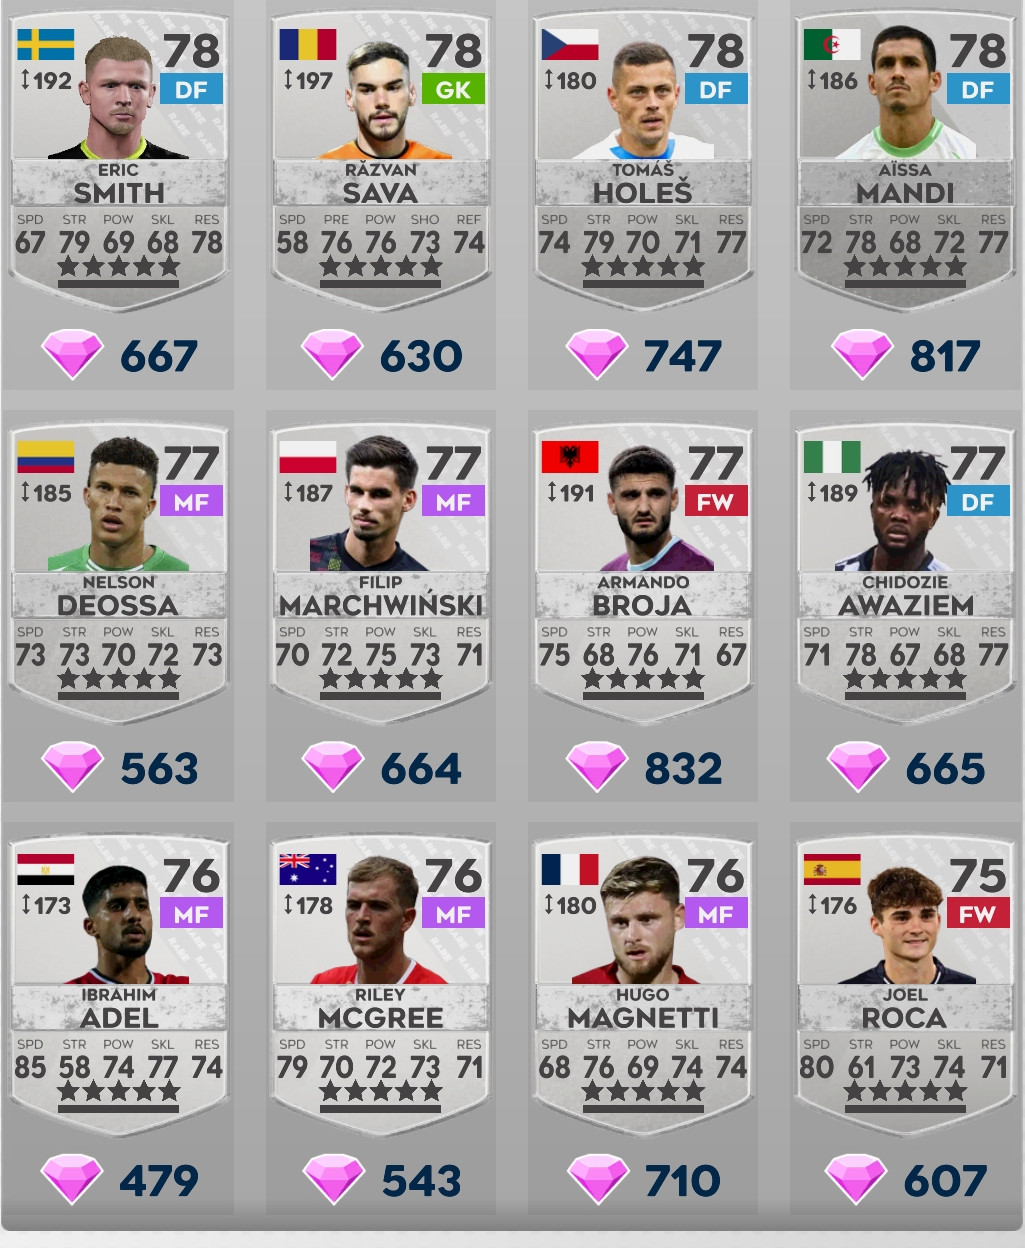 78
↕192 DF
ERIC
SMITH
SPD STR POW SKL RES
67 79 69 68 78
★★★★★
667
78
↕197 GK
RĂZVAN
SAVA
SPD PRE POW SHO REF
58 76 76 73 74
★★★★★
630
78
↕180 DF
TOMÁŠ
HOLEŠ
SPD STR POW SKL RES
74 79 70 71 77
★★★★★
747
78
↕186 DF
AÏSSA
MANDI
SPD STR POW SKL RES
72 78 68 72 77
★★★★★
817
77
↕185 MF
NELSON
DEOSSA
SPD STR POW SKL RES
73 73 70 72 73
★★★★★
563
77
↕187 MF
FILIP
MARCHWIŃSKI
SPD STR POW SKL RES
70 72 75 73 71
★★★★★
664
77
↕191 FW
ARMANDO
BROJA
SPD STR POW SKL RES
75 68 76 71 67
★★★★★
832
77
↕189 DF
CHIDOZIE
AWAZIEM
SPD STR POW SKL RES
71 78 67 68 77
★★★★★
665
76
↕173 MF
IBRAHIM
ADEL
SPD STR POW SKL RES
85 58 74 77 74
★★★★★
479
76
↕178 MF
RILEY
MCGREE
SPD STR POW SKL RES
79 70 72 73 71
★★★★★
543
76
↕180 MF
HUGO
MAGNETTI
SPD STR POW SKL RES
68 76 69 74 74
★★★★★
710
75
↕176 FW
JOEL
ROCA
SPD STR POW SKL RES
80 61 73 74 71
★★★★★
607